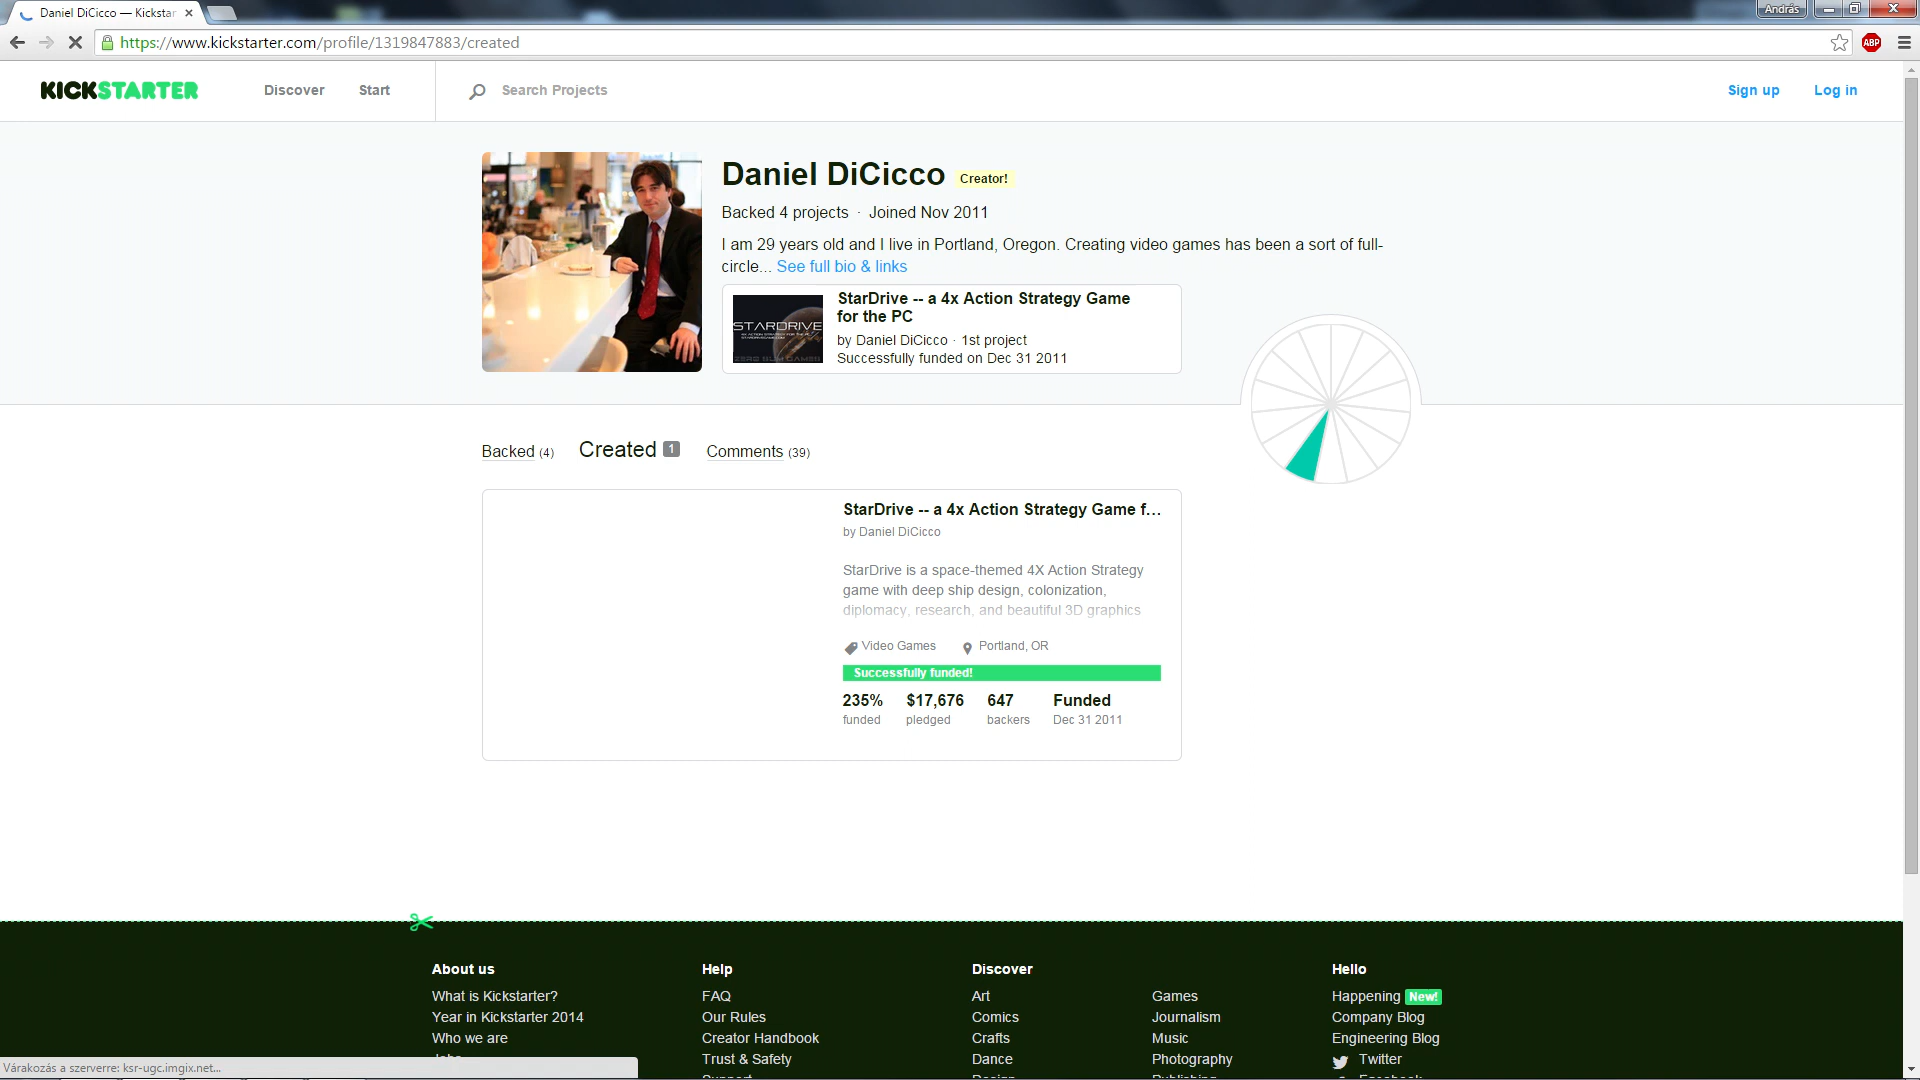 Daniel DiCicco — Kickstar
András
https://www.kickstarter.com/profile/1319847883/created
ABP
KICKSTARTER
Discover
Start
Search Projects
Sign up
Log in
Daniel DiCicco Creator!
Backed 4 projects · Joined Nov 2011
I am 29 years old and I live in Portland, Oregon. Creating video games has been a sort of full-
circle... See full bio & links
STARDRIVE
StarDrive -- a 4x Action Strategy Game
for the PC
by Daniel DiCicco · 1st project
Successfully funded on Dec 31 2011
Backed (4) Created 1 Comments (39)
StarDrive -- a 4x Action Strategy Game f...
by Daniel DiCicco
StarDrive is a space-themed 4X Action Strategy
game with deep ship design, colonization,
diplomacy, research, and beautiful 3D graphics
Video Games Portland, OR
Successfully funded!
235% $17,676 647 Funded
funded pledged backers Dec 31 2011
About us
What is Kickstarter?
Year in Kickstarter 2014
Who we are
Help
FAQ
Our Rules
Creator Handbook
Trust & Safety
Discover
Art
Comics
Crafts
Dance
Games
Journalism
Music
Photography
Hello
Happening New!
Company Blog
Engineering Blog
Twitter
Várakozás a szerverre: ksr-ugc.imgix.net...